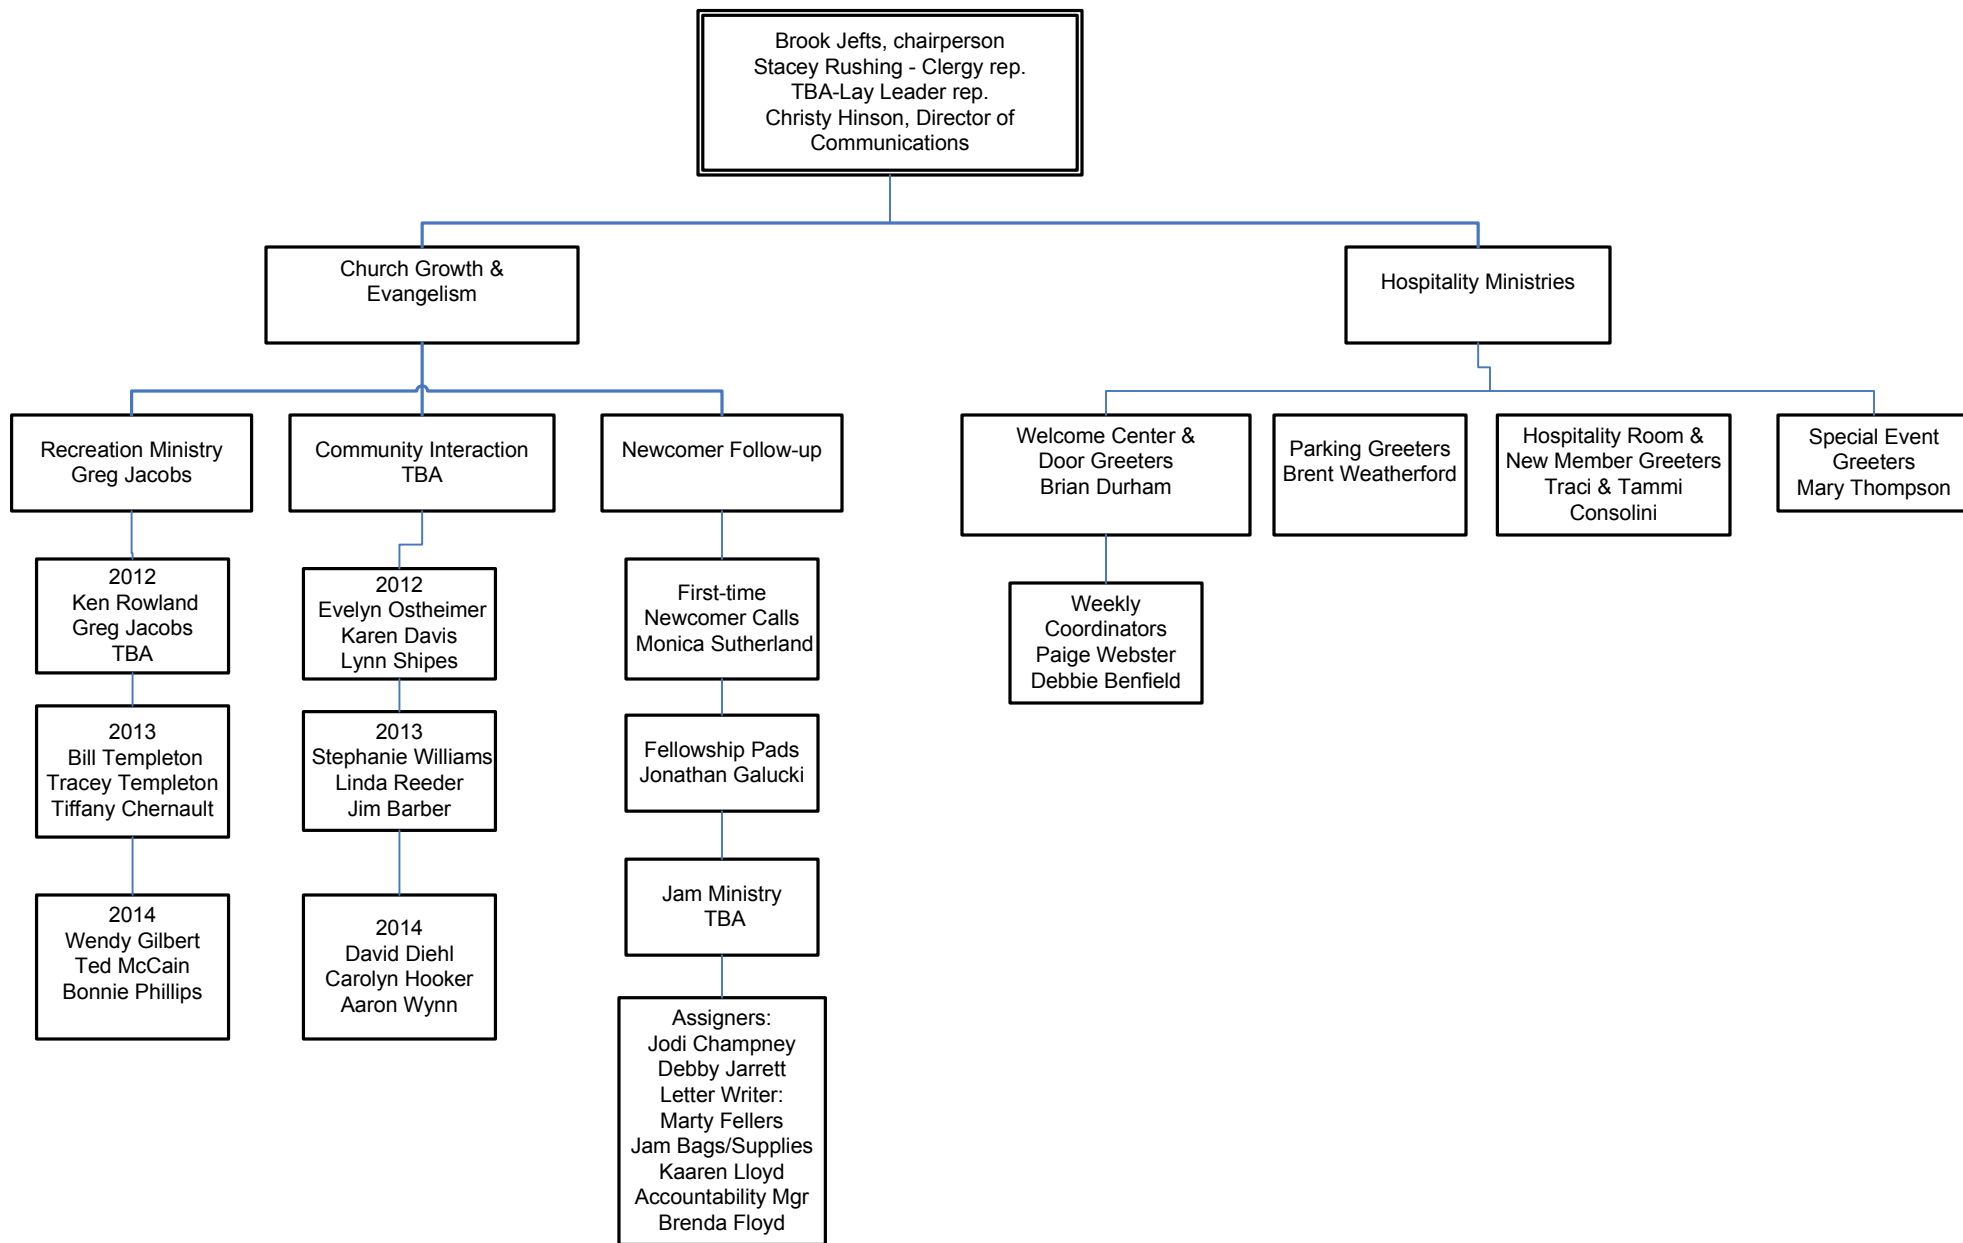 Brook Jefts, chairperson
Stacey Rushing - Clergy rep.
TBA-Lay Leader rep.
Christy Hinson, Director of
Communications
Church Growth &
Evangelism
Hospitality Ministries
Recreation Ministry
Greg Jacobs
Community Interaction
TBA
Newcomer Follow-up
Welcome Center &
Door Greeters
Brian Durham
Parking Greeters
Brent Weatherford
Hospitality Room &
New Member Greeters
Traci & Tammi
Consolini
Special Event
Greeters
Mary Thompson
2012
Ken Rowland
Greg Jacobs
TBA
2012
Evelyn Ostheimer
Karen Davis
Lynn Shipes
First-time
Newcomer Calls
Monica Sutherland
Weekly
Coordinators
Paige Webster
Debbie Benfield
2013
Bill Templeton
Tracey Templeton
Tiffany Chernault
2013
Stephanie Williams
Linda Reeder
Jim Barber
Fellowship Pads
Jonathan Galucki
Jam Ministry
TBA
2014
Wendy Gilbert
Ted McCain
Bonnie Phillips
2014
David Diehl
Carolyn Hooker
Aaron Wynn
Assigners:
Jodi Champney
Debby Jarrett
Letter Writer:
Marty Fellers
Jam Bags/Supplies
Kaaren Lloyd
Accountability Mgr
Brenda Floyd